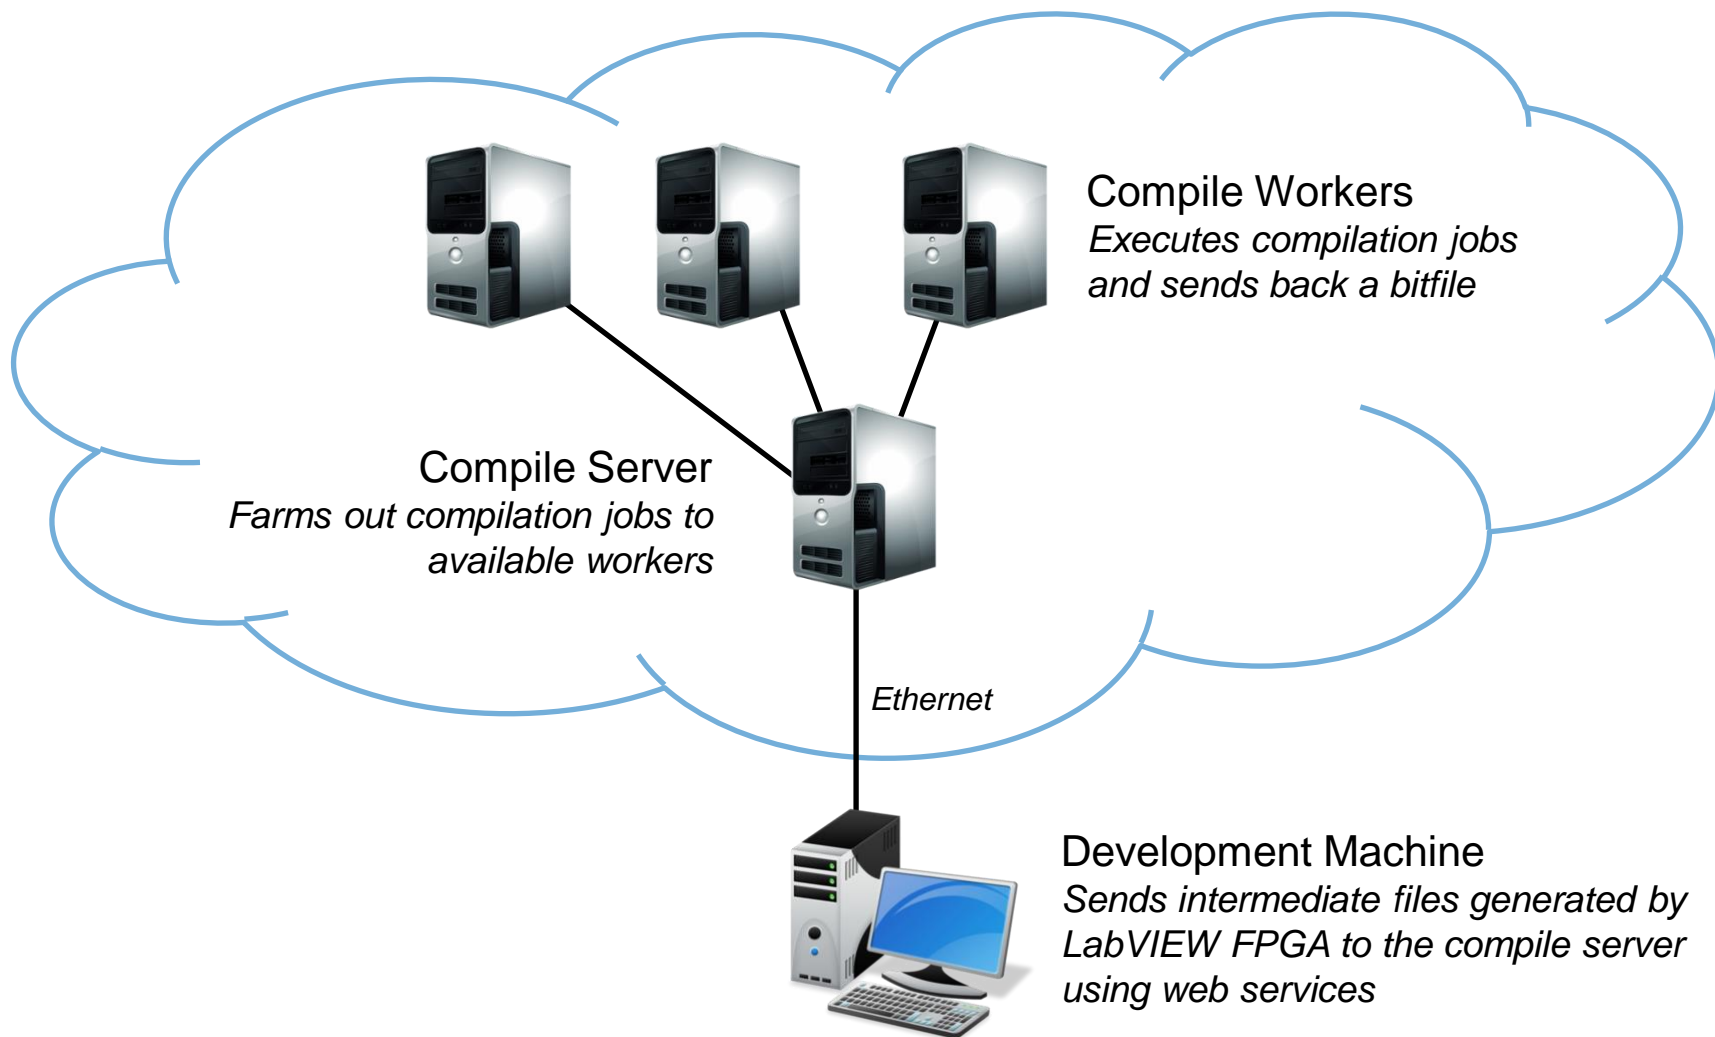 Compile Workers
Executes compilation jobs
and sends back a bitfile
Compile Server
Farms out compilation jobs to
available workers
Ethernet
Development Machine
Sends intermediate files generated by
LabVIEW FPGA to the compile server
using web services